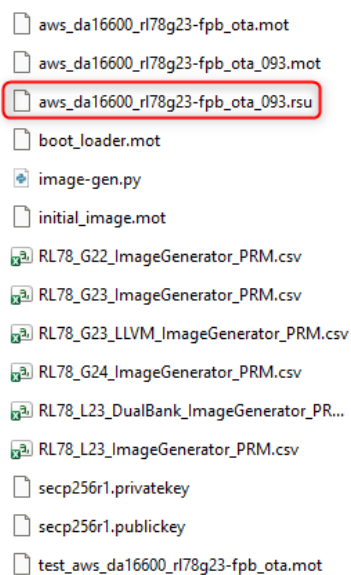 aws_da16600_rl78g23-fpb_ota.mot
aws_da16600_rl78g23-fpb_ota_093.mot
aws_da16600_rl78g23-fpb_ota_093.rsu
boot_loader.mot
image-gen.py
initial_image.mot
RL78_G22_ImageGenerator_PRM.csv
RL78_G23_ImageGenerator_PRM.csv
RL78_G23_LLVM_ImageGenerator_PRM.csv
RL78_G24_ImageGenerator_PRM.csv
RL78_L23_DualBank_ImageGenerator_PR...
RL78_L23_ImageGenerator_PRM.csv
secp256r1.privatekey
secp256r1.publickey
test_aws_da16600_rl78g23-fpb_ota.mot